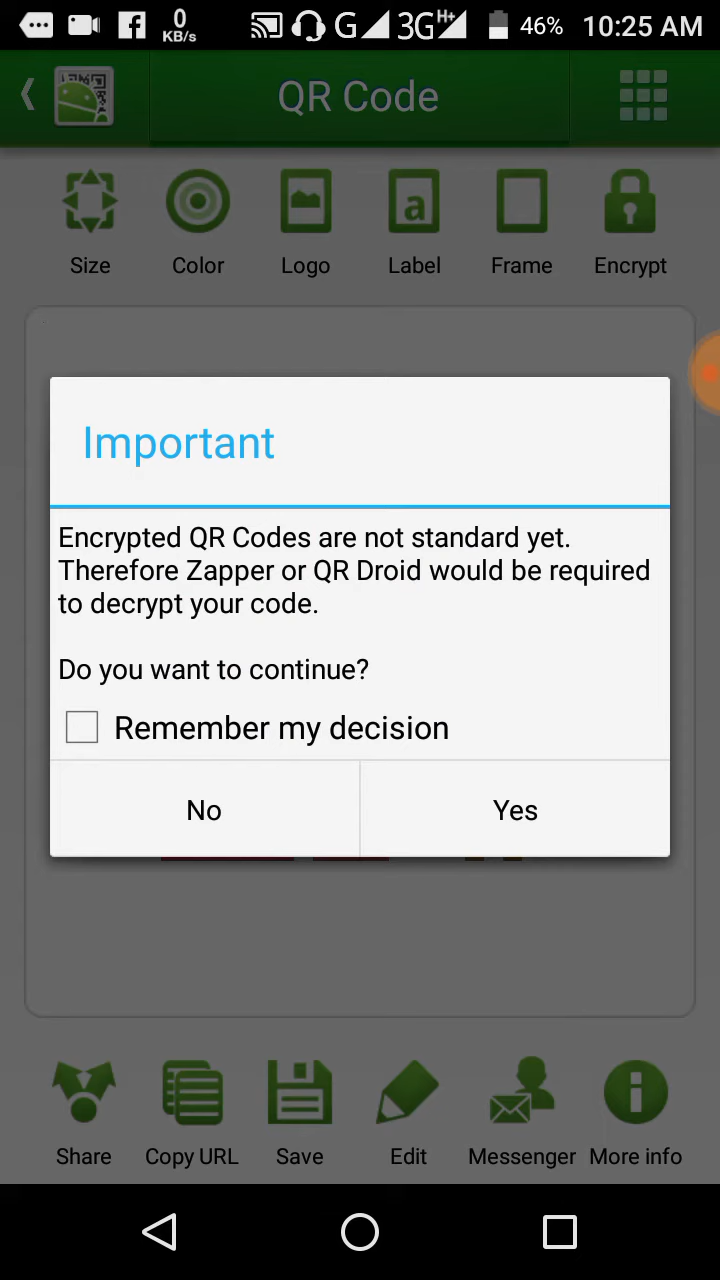 0
KB/s
G
3G
H+
46%
10:25 AM
QR Code
a
Size
Color
Logo
Label
Frame
Encrypt
Important
Encrypted QR Codes are not standard yet.
Therefore Zapper or QR Droid would be required
to decrypt your code.
Do you want to continue?
Remember my decision
No
Yes
Share
Copy URL
Save
Edit
Messenger
More info